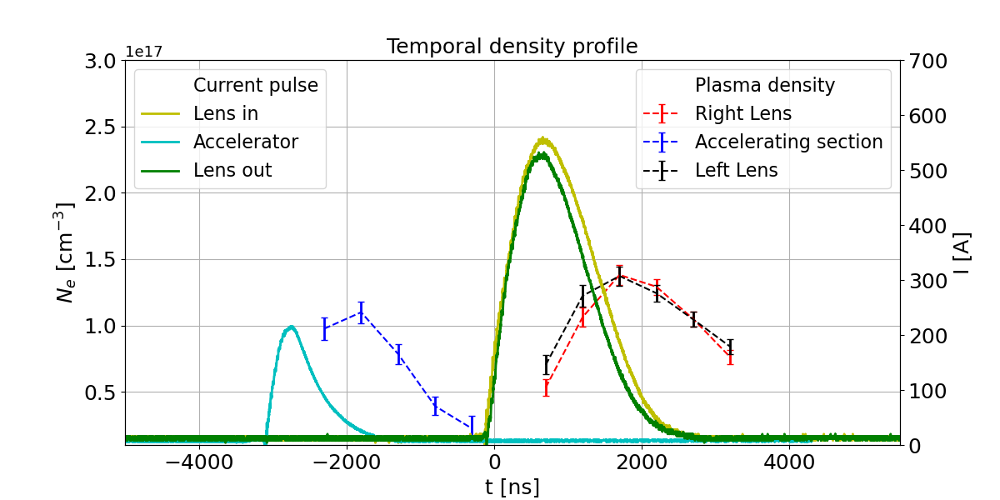 Temporal density profile
1e17
3.0
2.5
2.0
1.5
1.0
0.5
N_e [cm^{-3}]
Current pulse
Lens in
Accelerator
Lens out
Plasma density
Right Lens
Accelerating section
Left Lens
700
600
500
400
300
200
100
0
I [A]
−4000 −2000 0 2000 4000
t [ns]